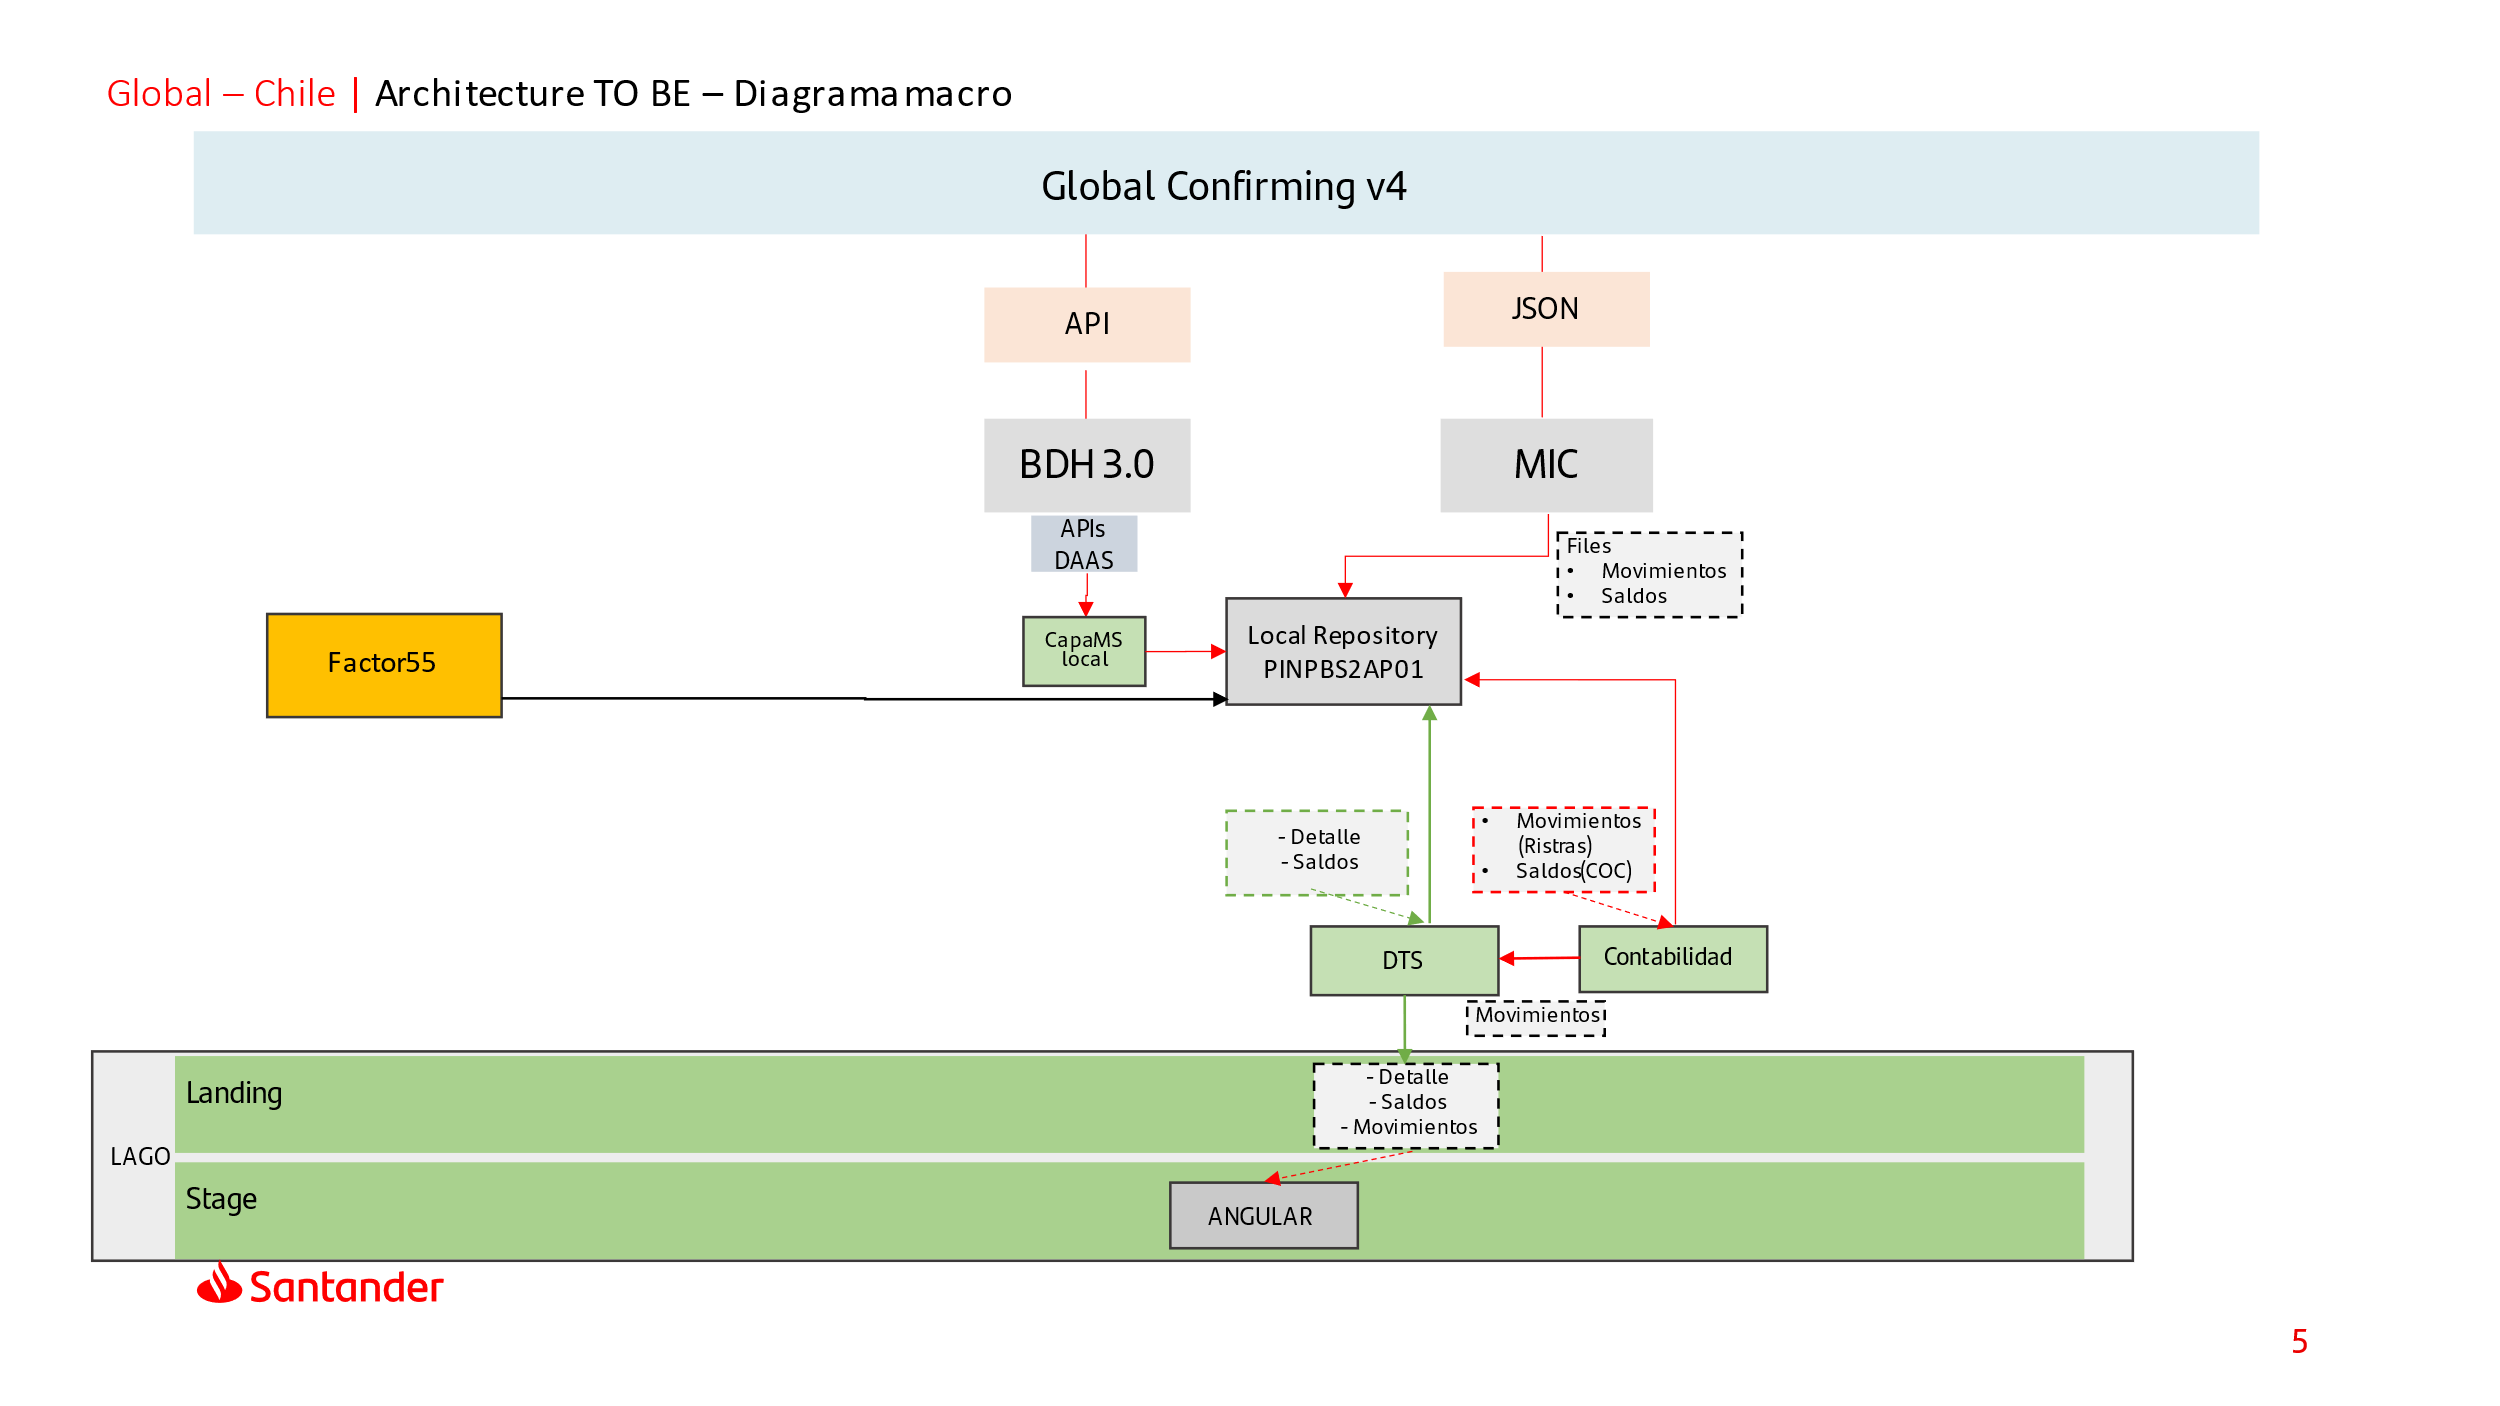 Global – Chile | Architecture TO BE – Diagrama macro
Global Confirming v4
API
JSON
BDH 3.0
MIC
APIs
DAAS
Files
• Movimientos
• Saldos
Factor55
CapaMS
local
Local Repository
PINPBS2AP01
- Detalle
- Saldos
• Movimientos
(Ristras)
• Saldos(COC)
DTS
Contabilidad
Movimientos
LAGO
Landing
- Detalle
- Saldos
- Movimientos
Stage
ANGULAR
Santander
5